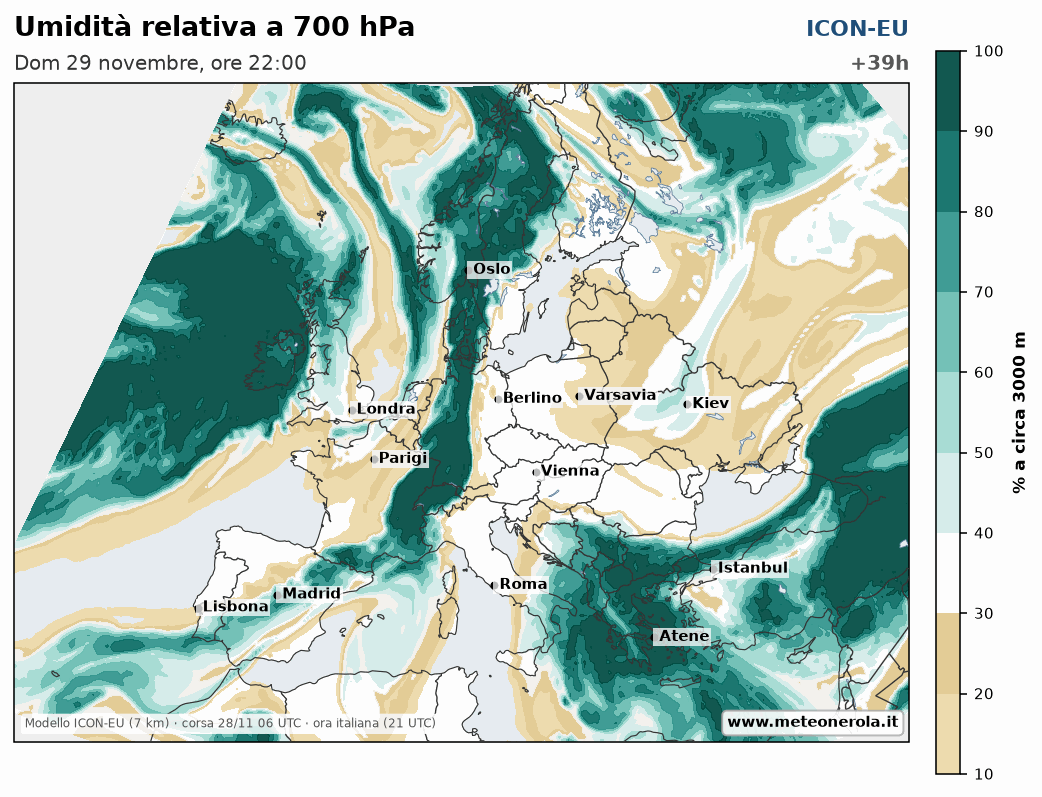 Umidità relativa a 700 hPa
ICON-EU
Dom 29 novembre, ore 22:00
+39h
100
90
80
70
60
50
40
30
20
10
% a circa 3000 m
Oslo
Berlino
Varsavia
Kiev
Londra
Parigi
Vienna
Istanbul
Roma
Madrid
Lisbona
Atene
Modello ICON-EU (7 km) · corsa 28/11 06 UTC · ora italiana (21 UTC)
www.meteonerola.it